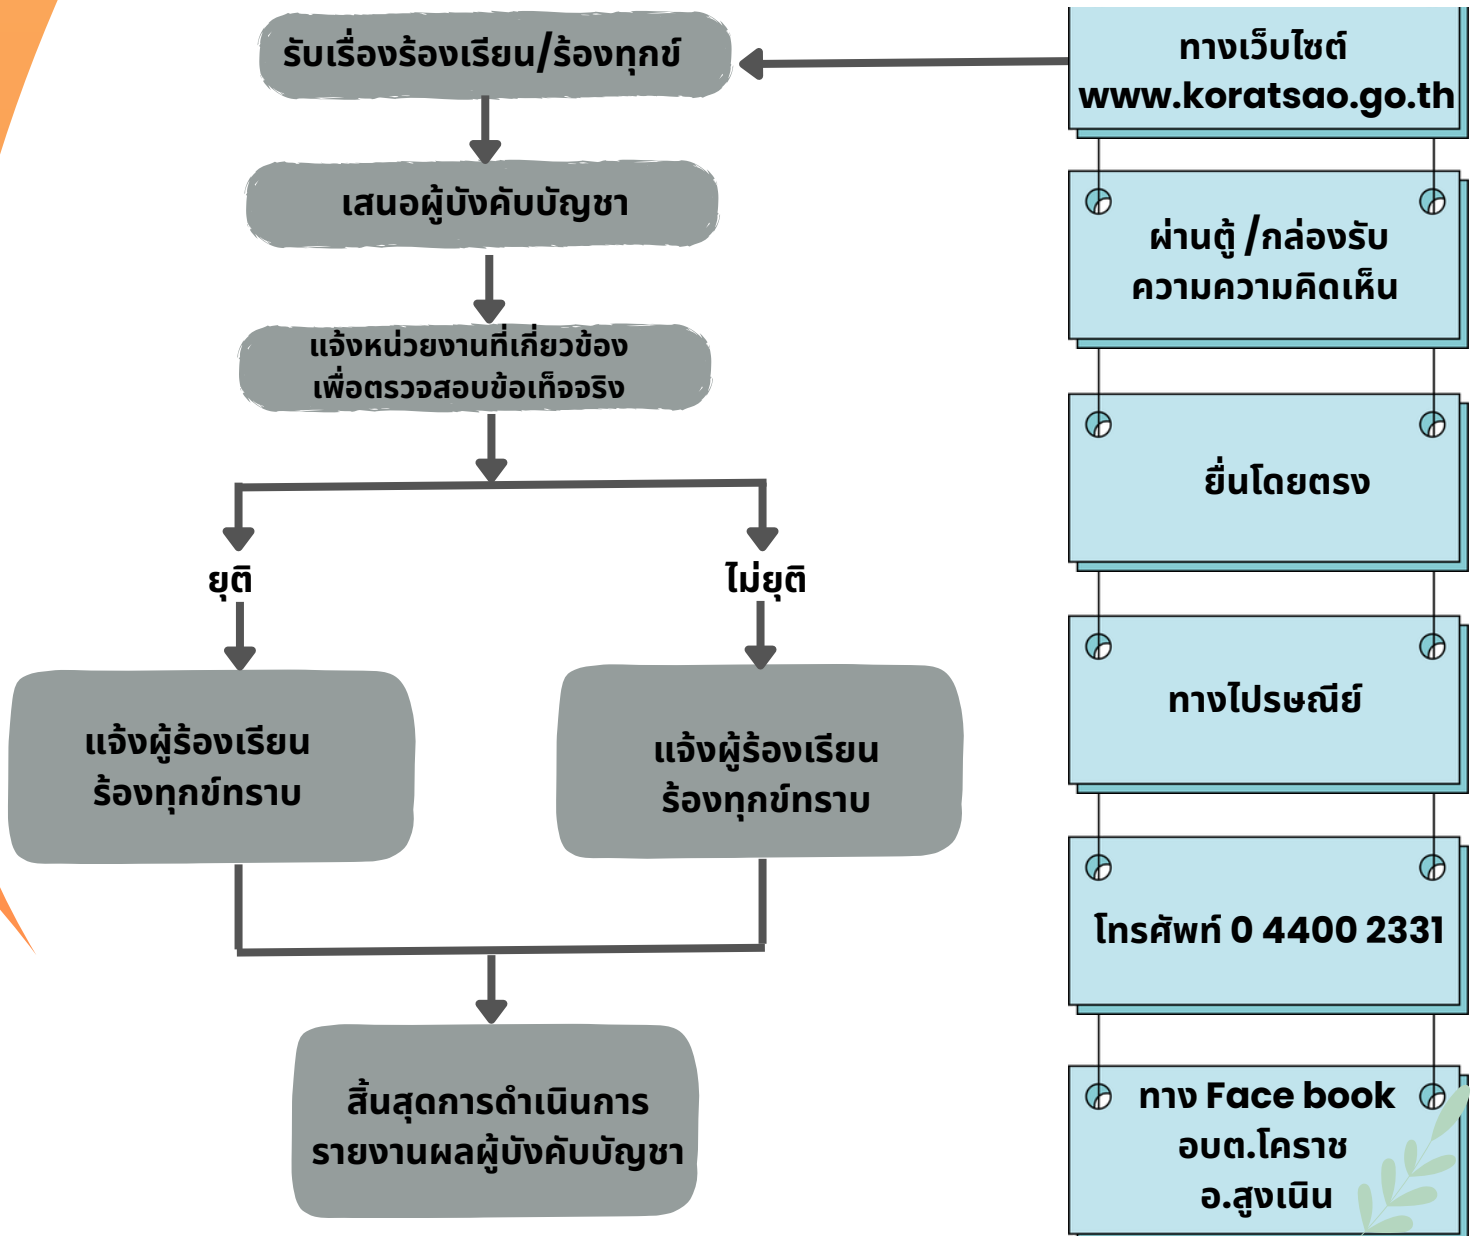 รับเรื่องร้องเรียน/ร้องทุกข์
เสนอผู้บังคับบัญชา
แจ้งหน่วยงานที่เกี่ยวข้อง
เพื่อตรวจสอบข้อเท็จจริง
ยุติ
ไม่ยุติ
แจ้งผู้ร้องเรียน
ร้องทุกข์ทราบ
แจ้งผู้ร้องเรียน
ร้องทุกข์ทราบ
สิ้นสุดการดำเนินการ
รายงานผลผู้บังคับบัญชา
ทางเว็บไซต์
www.koratsao.go.th
ผ่านตู้ /กล่องรับ
ความความคิดเห็น
ยื่นโดยตรง
ทางไปรษณีย์
โทรศัพท์ 0 4400 2331
ทาง Face book
อบต.โคราช
อ.สูงเนิน